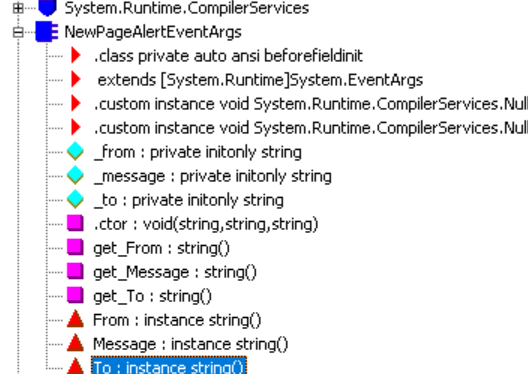 System.Runtime.CompilerServices
NewPageAlertEventArgs
.class private auto ansi beforefieldinit
extends [System.Runtime]System.EventArgs
.custom instance void System.Runtime.CompilerServices.Null
.custom instance void System.Runtime.CompilerServices.Null
_from : private initonly string
_message : private initonly string
_to : private initonly string
.ctor : void(string,string,string)
get_From : string()
get_Message : string()
get_To : string()
From : instance string()
Message : instance string()
To : instance string()